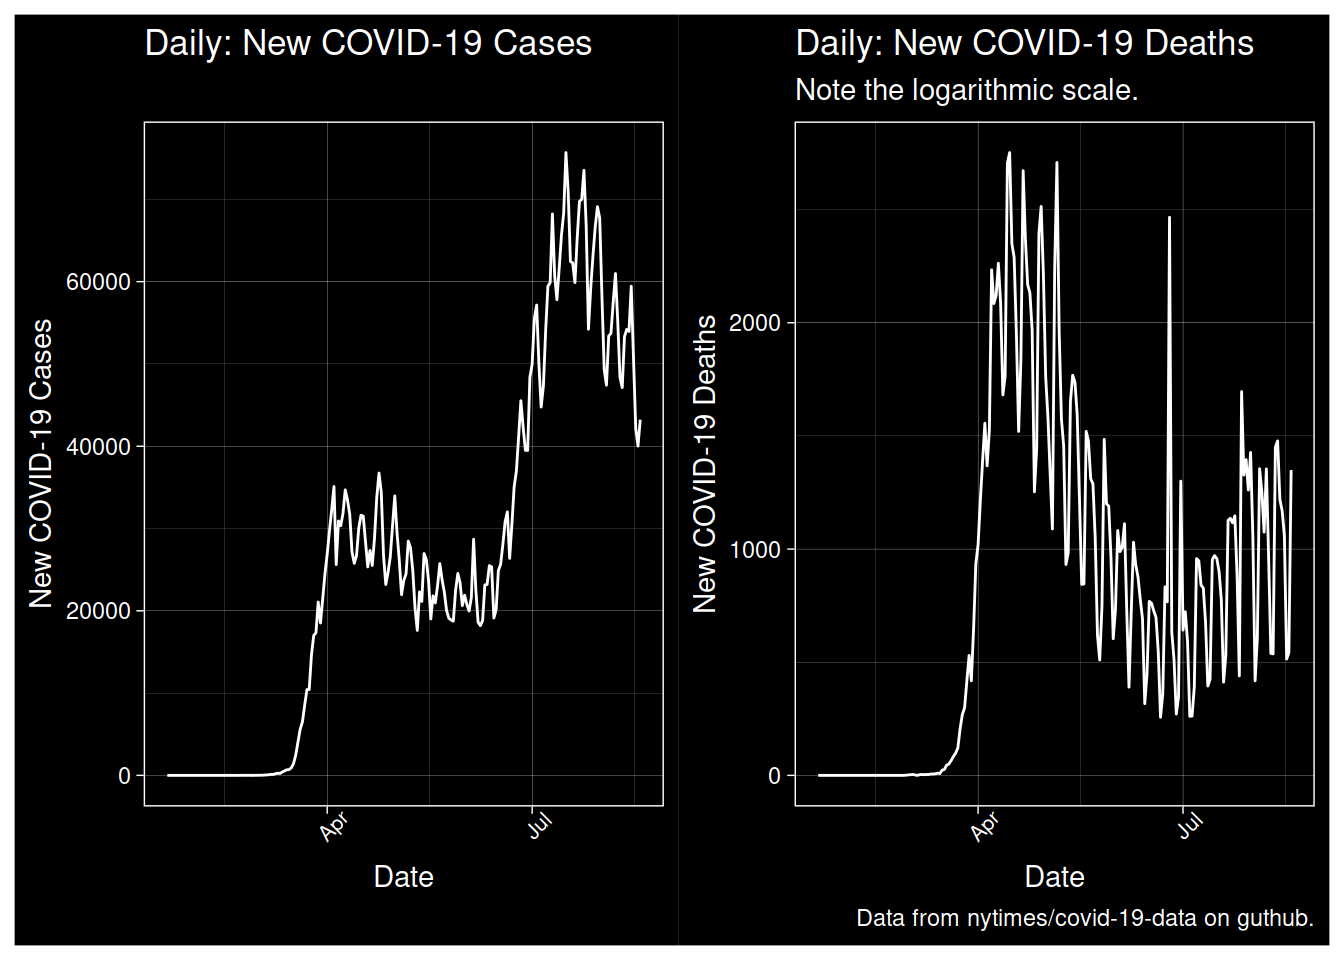 Daily: New COVID-19 Cases
New COVID-19 Cases
60000
40000
20000
0
Apr
Jul
Date
Daily: New COVID-19 Deaths
Note the logarithmic scale.
New COVID-19 Deaths
2000
1000
0
Apr
Jul
Date
Data from nytimes/covid-19-data on guthub.